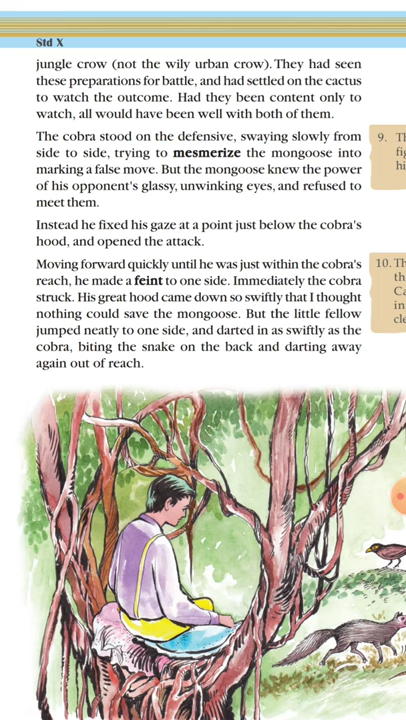 Std X
jungle crow (not the wily urban crow). They had seen
these preparations for battle, and had settled on the cactus
to watch the outcome. Had they been content only to
watch, all would have been well with both of them.
The cobra stood on the defensive, swaying slowly from
side to side, trying to mesmerize the mongoose into
marking a false move. But the mongoose knew the power
of his opponent's glassy, unwinking eyes, and refused to
meet them.
Instead he fixed his gaze at a point just below the cobra's
hood, and opened the attack.
Moving forward quickly until he was just within the cobra's
reach, he made a feint to one side. Immediately the cobra
struck. His great hood came down so swiftly that I thought
nothing could save the mongoose. But the little fellow
jumped neatly to one side, and darted in as swiftly as the
cobra, biting the snake on the back and darting away
again out of reach.
9.
10.